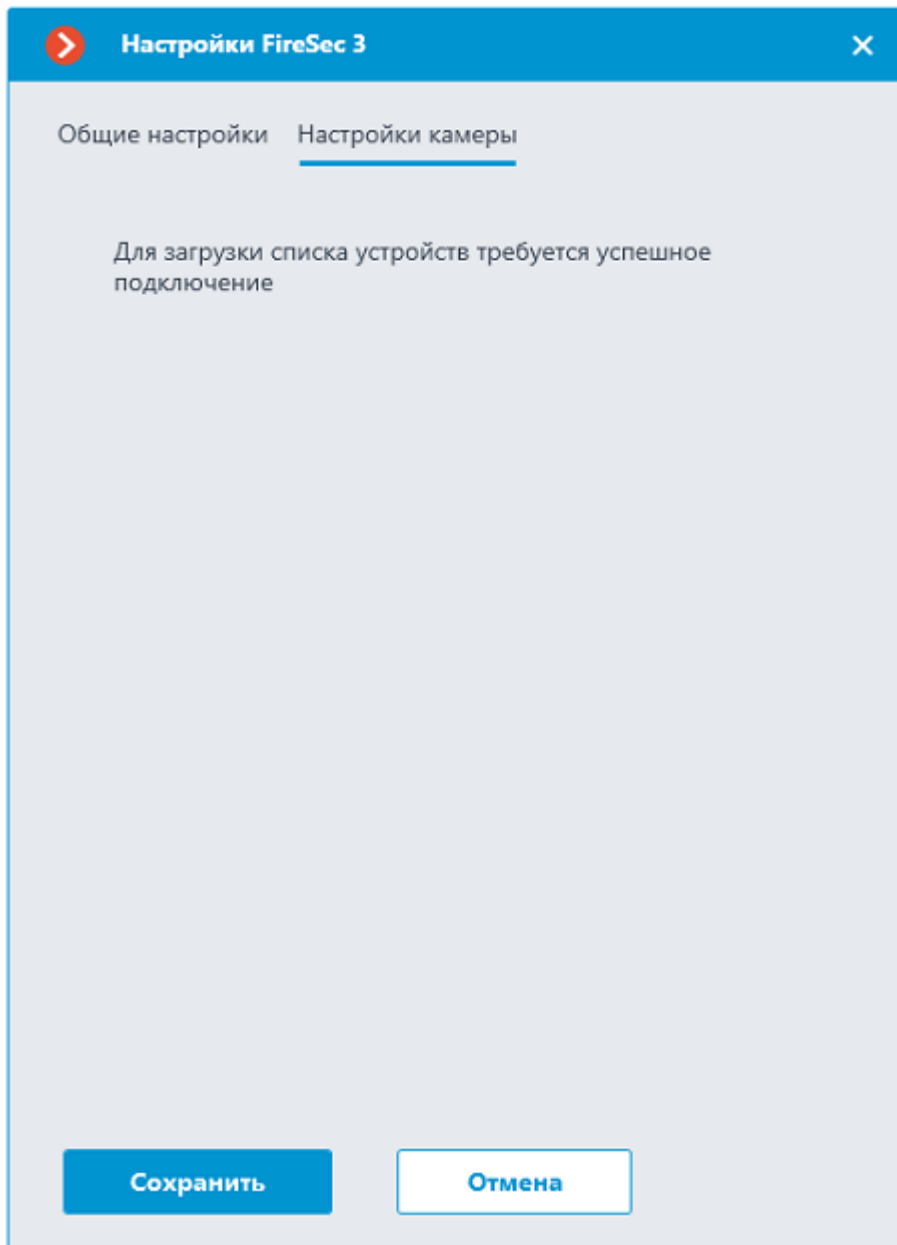 Настройки FireSec 3
Общие настройки Настройки камеры
Для загрузки списка устройств требуется успешное
подключение
Сохранить Отмена